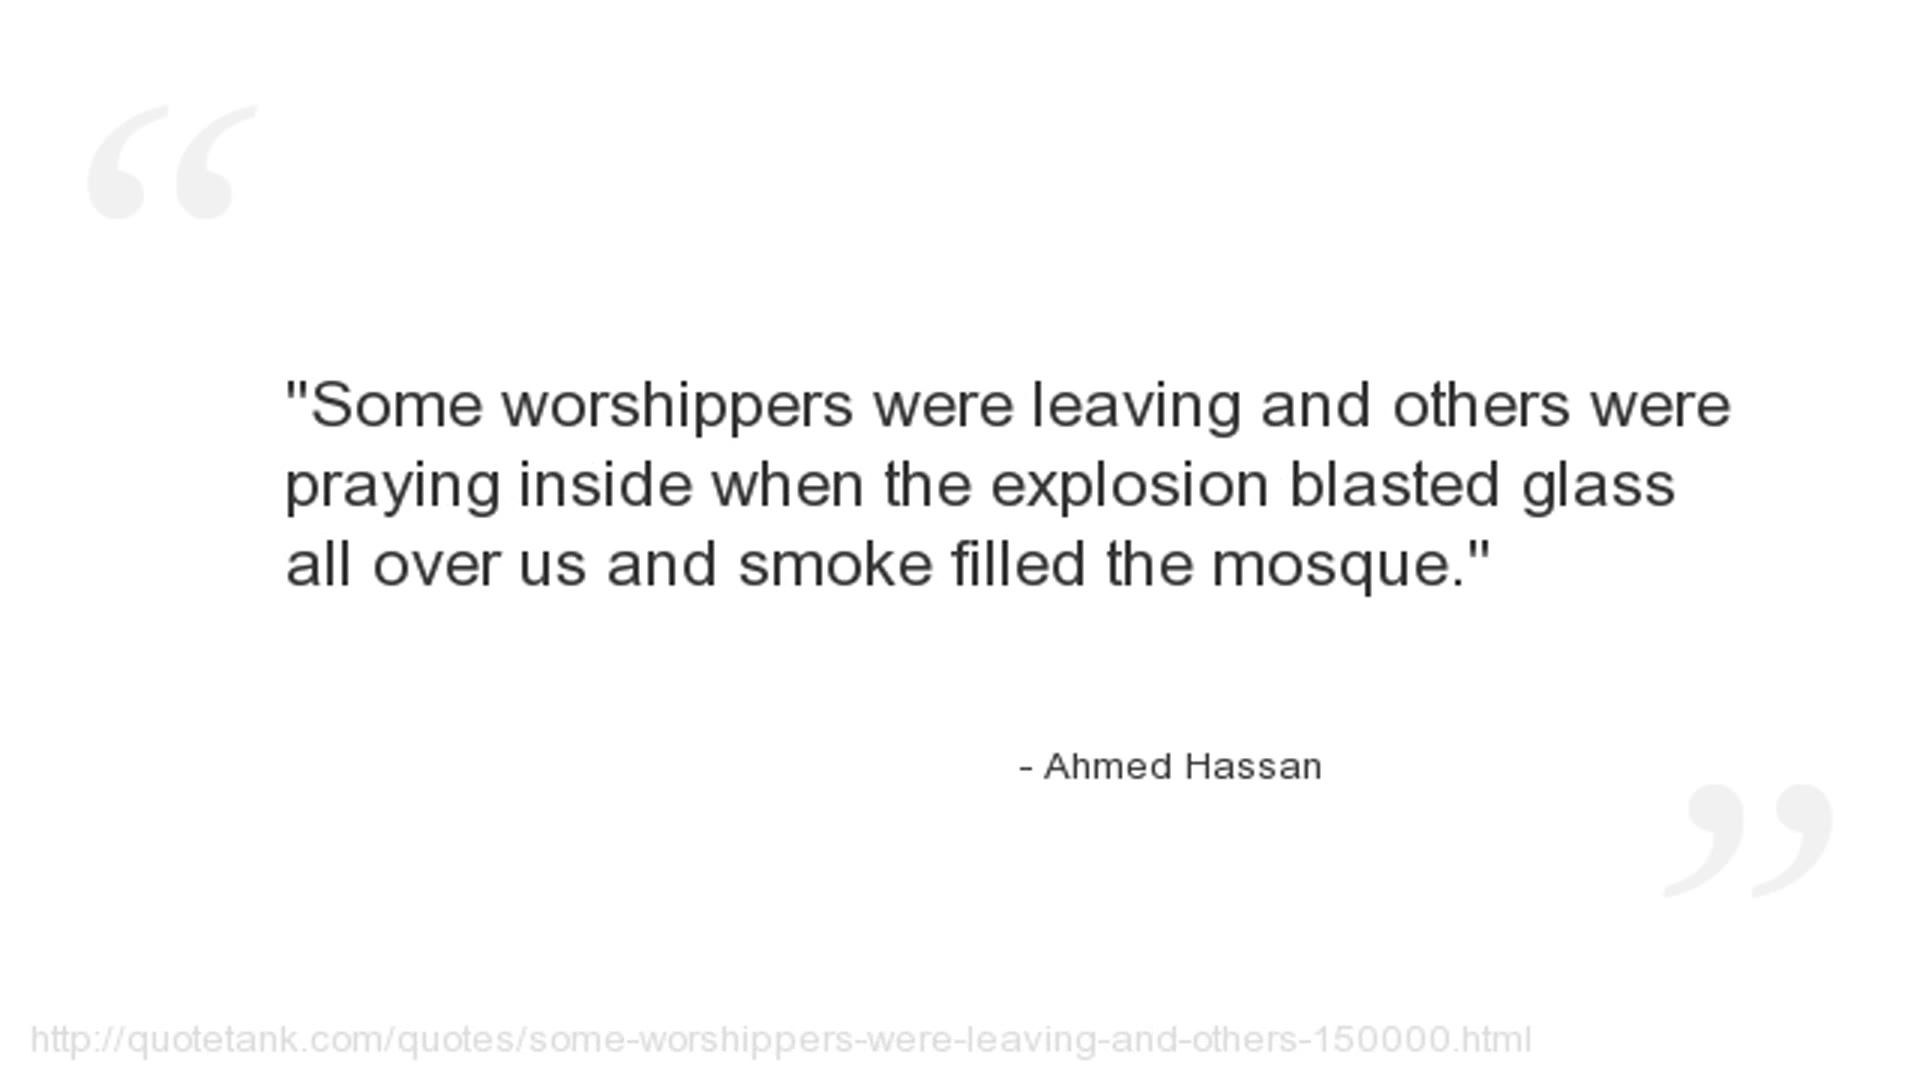 "Some worshippers were leaving and others were
praying inside when the explosion blasted glass
all over us and smoke filled the mosque."
- Ahmed Hassan
http://quotetank.com/quotes/some-worshippers-were-leaving-and-others-150000.html